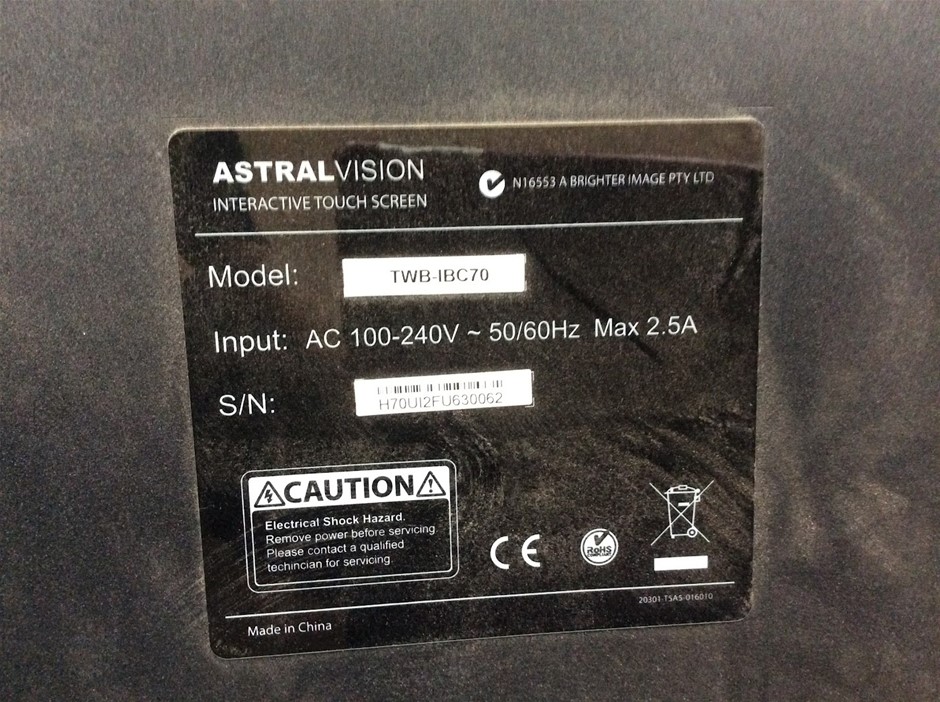 ASTRALVISION
INTERACTIVE TOUCH SCREEN
N16553 A BRIGHTER IMAGE PTY LTD
Model: TWB-IBC70
Input: AC 100-240V ~ 50/60Hz Max 2.5A
S/N: H70UI2FU630062
CAUTION
Electrical Shock Hazard.
Remove power before servicing.
Please contact a qualified
techincian for servicing.
CE
RoHS
COMPLIANT
20301-TSAS-016010
Made in China